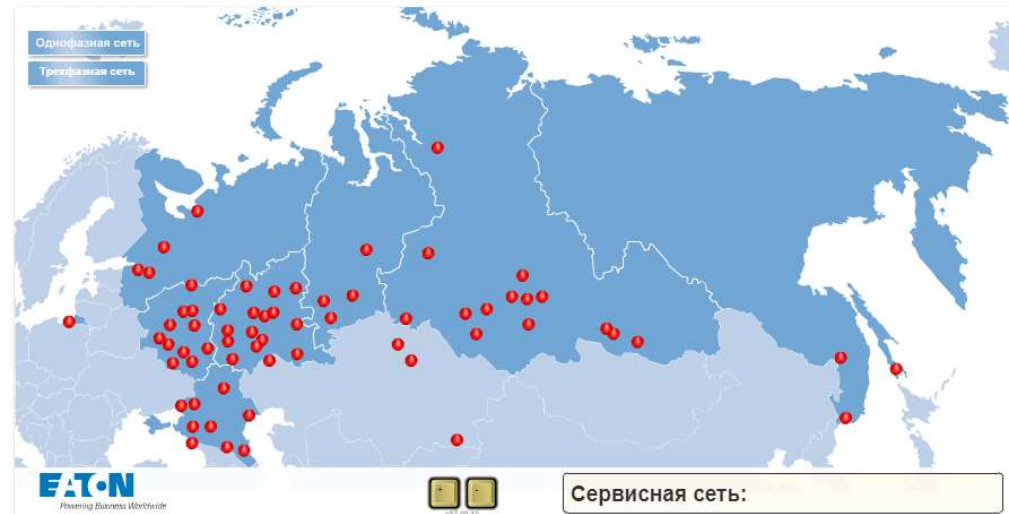 Однофазная сеть
Трехфазная сеть
EATON
Powering Business Worldwide
+ -
Сервисная сеть: